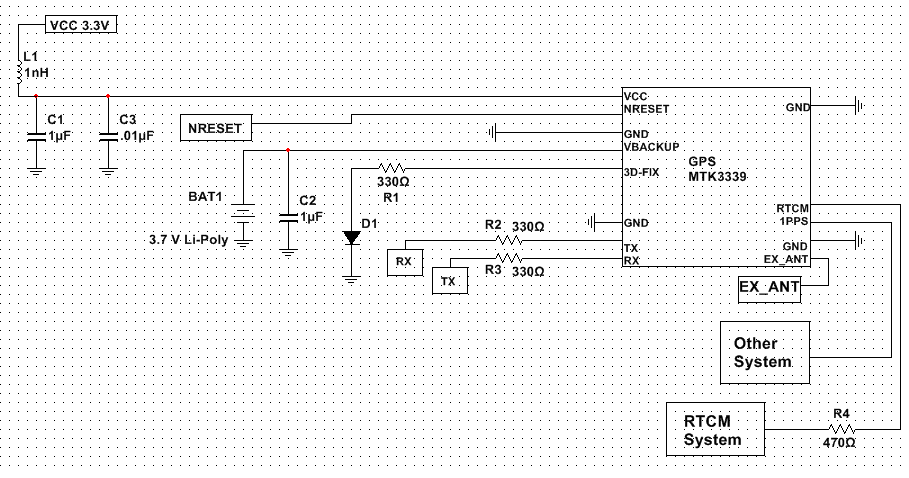 VCC 3.3V
L1
1nH
C1
1µF
C3
.01µF
NRESET
BAT1
3.7 V Li-Poly
C2
1µF
330Ω
R1
D1
R2 330Ω
R3 330Ω
RX
TX
VCC
NRESET
GND
VBACKUP
3D-FIX
GND
TX
RX
GPS
MTK3339
GND
RTCM
1PPS
GND
EX_ANT
EX_ANT
Other
System
RTCM
System
R4
470Ω